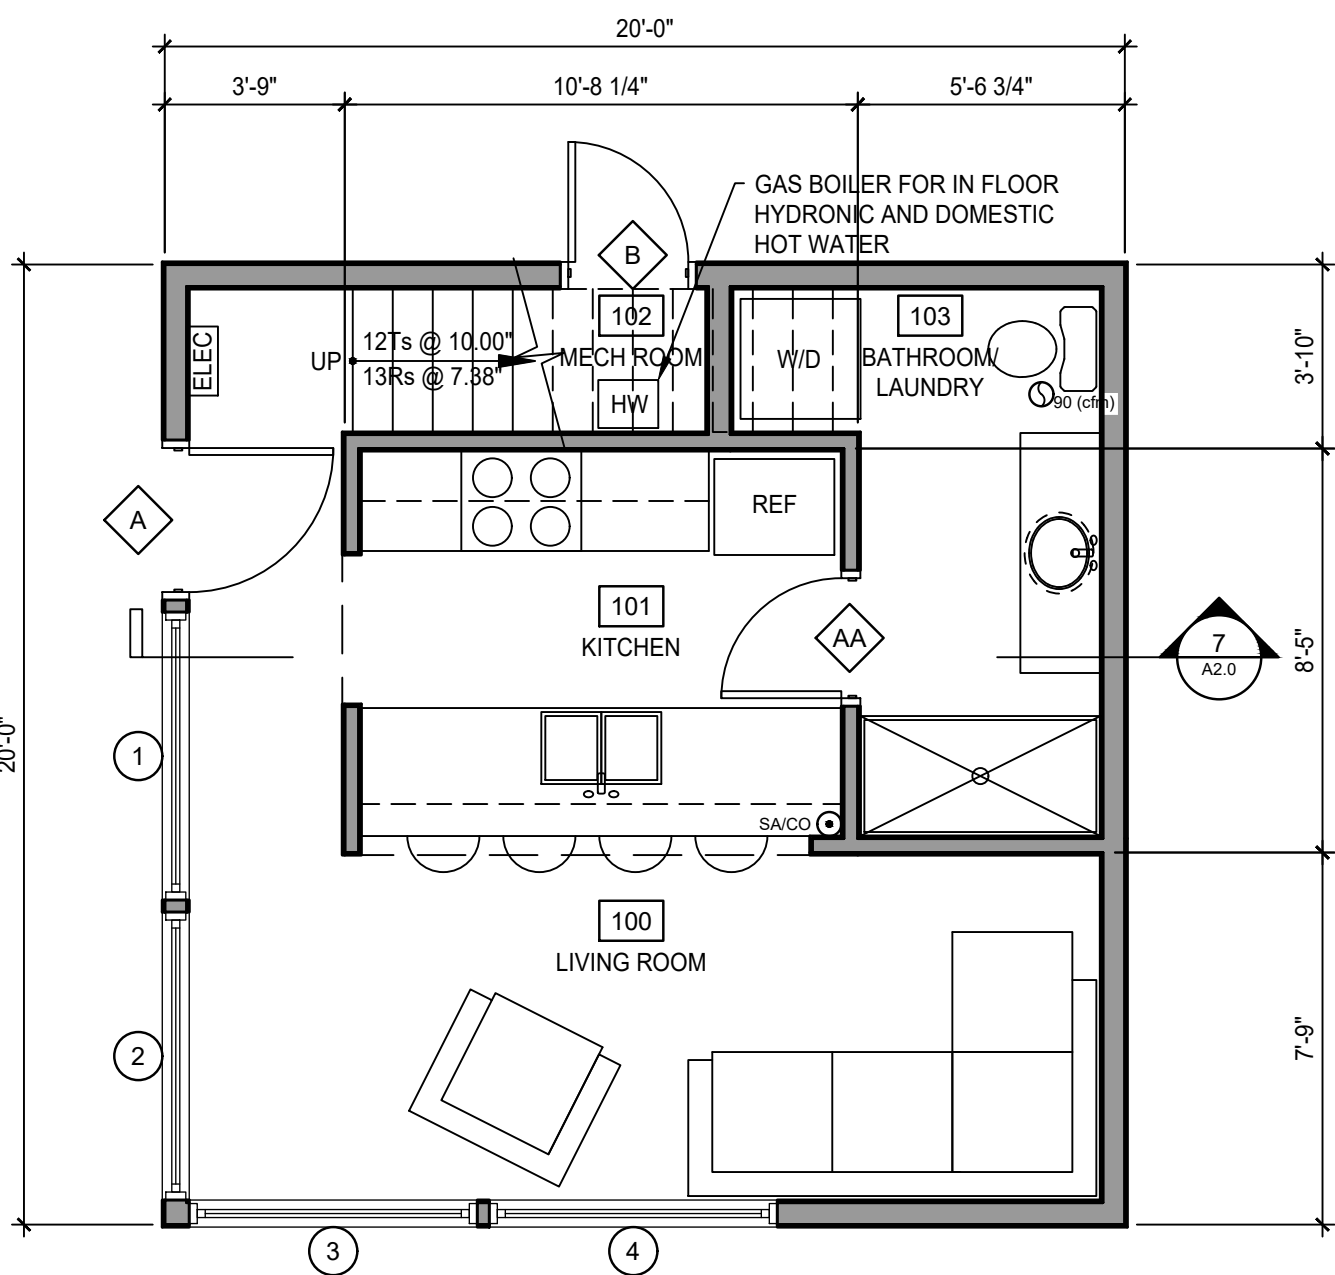 20'-0"
3'-9"
10'-8 1/4"
5'-6 3/4"
GAS BOILER FOR IN FLOOR
HYDRONIC AND DOMESTIC
HOT WATER
B
102
MECH ROOM
HW
103
BATHROOM/
LAUNDRY
W/D
90 (cfm)
ELEC
UP
12Ts @ 10.00"
13Rs @ 7.38"
3'-10"
A
REF
101
KITCHEN
AA
7
A2.0
8'-5"
20'-0"
1
SA/CO
100
LIVING ROOM
2
7'-9"
3
4